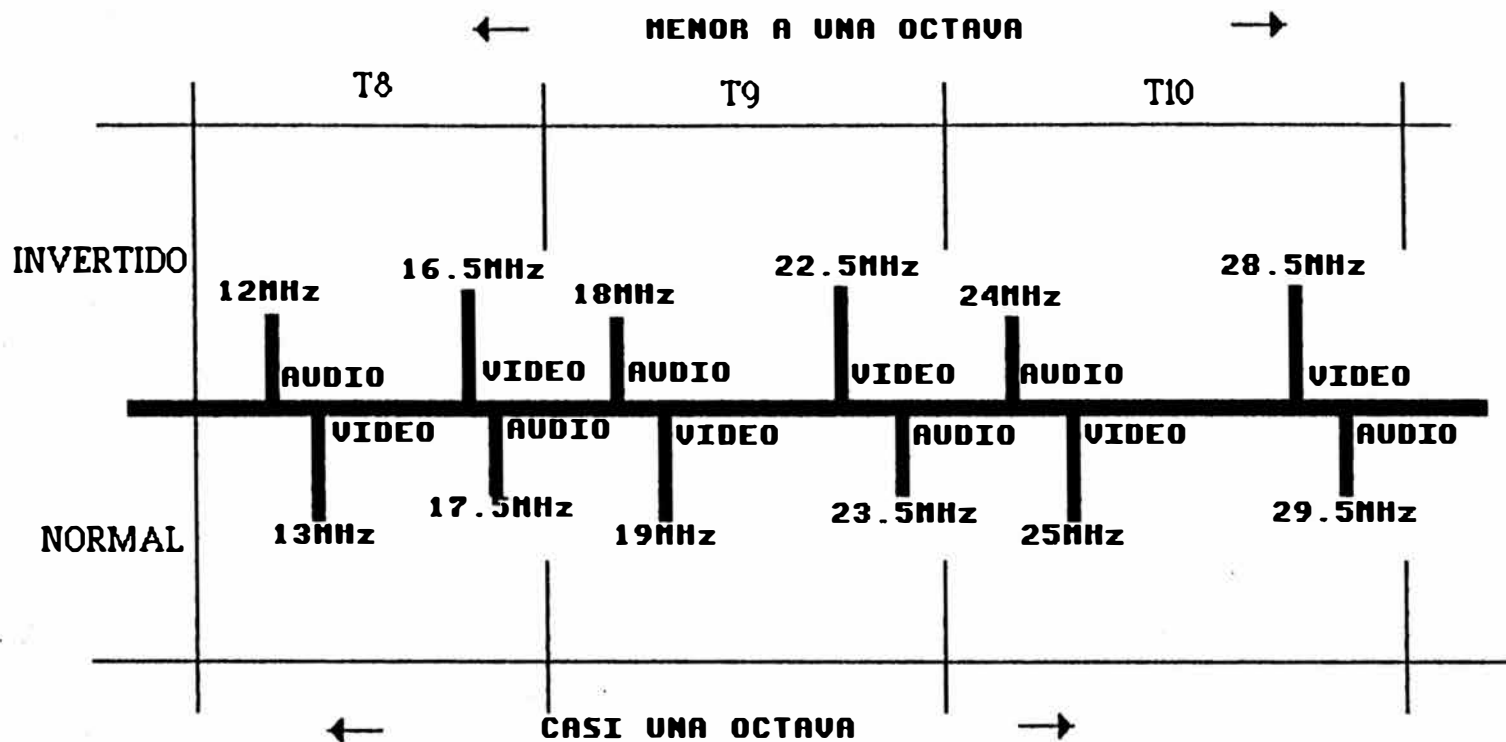 ← MENOR A UNA OCTAVA →
T8 T9 T10
INVERTIDO
12MHz 16.5MHz 18MHz 22.5MHz 24MHz 28.5MHz
AUDIO VIDEO AUDIO VIDEO AUDIO VIDEO
VIDEO AUDIO VIDEO AUDIO VIDEO AUDIO
NORMAL
13MHz 17.5MHz 19MHz 23.5MHz 25MHz 29.5MHz
← CASI UNA OCTAVA →